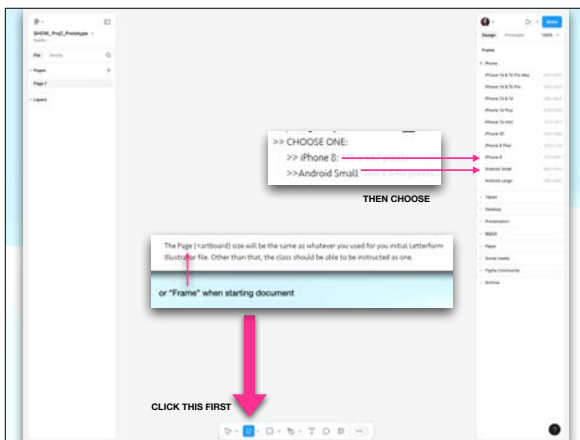 SHOW_Proj3_Prototype
Drafts
File Assets
Pages
Page 1
Layers
>> CHOOSE ONE:
>> iPhone 8:
>>Android Small
THEN CHOOSE
The Page (=artboard) size will be the same as whatever you used for you initial Letterform
Illustrator file. Other than that, the class should be able to be instructed as one.
or "Frame" when starting document
CLICK THIS FIRST
Share
Design Prototype 100%
Frame
iPhone
iPhone 14 & 15 Pro Max
iPhone 14 & 15 Pro
iPhone 13 & 14
iPhone 14 Plus
iPhone 13 mini
iPhone SE
iPhone 8 Plus
iPhone 8
Android Small
Android Large
Tablet
Desktop
Presentation
Watch
Paper
Social media
Figma Community
Archive